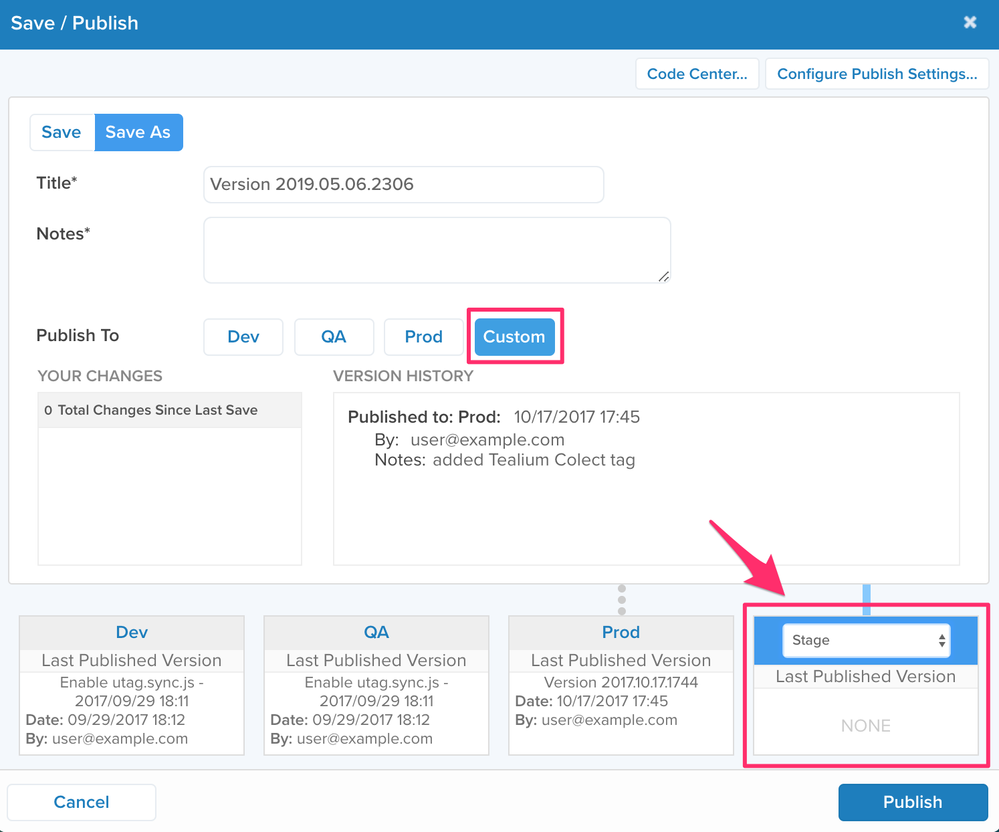 Save / Publish
Code Center...
Configure Publish Settings...
Save
Save As
Title*
Version 2019.05.06.2306
Notes*
Publish To
Dev
QA
Prod
Custom
YOUR CHANGES
0 Total Changes Since Last Save
VERSION HISTORY
Published to: Prod: 10/17/2017 17:45
By: user@example.com
Notes: added Tealium Colect tag
Dev
Last Published Version
Enable utag.sync.js -
2017/09/29 18:11
Date: 09/29/2017 18:12
By: user@example.com
QA
Last Published Version
Enable utag.sync.js -
2017/09/29 18:11
Date: 09/29/2017 18:12
By: user@example.com
Prod
Last Published Version
Version 2017.10.17.1744
Date: 10/17/2017 17:45
By: user@example.com
Stage
Last Published Version
NONE
Cancel
Publish